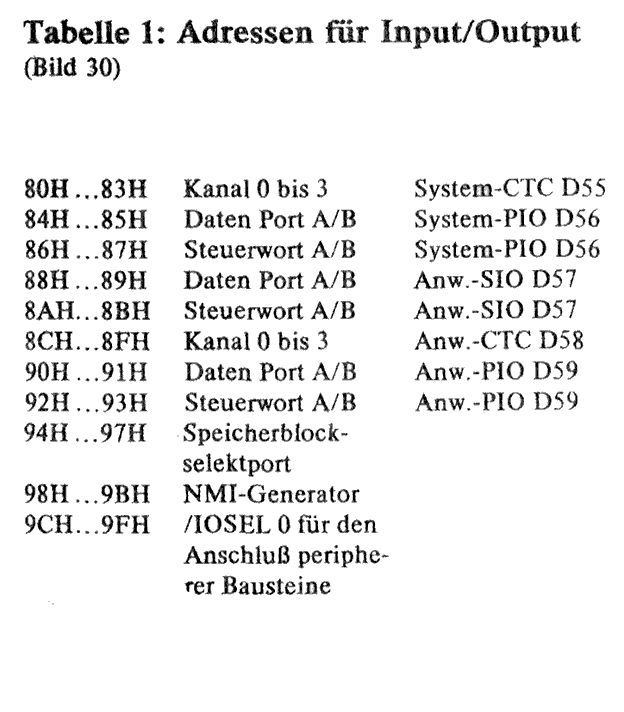 Tabelle 1: Adressen für Input/Output
(Bild 30)
80H ...83H Kanal 0 bis 3 System-CTC D55
84H ...85H Daten Port A/B System-PIO D56
86H ...87H Steuerwort A/B System-PIO D56
88H ...89H Daten Port A/B Anw.-SIO D57
8AH...8BH Steuerwort A/B Anw.-SIO D57
8CH...8FH Kanal 0 bis 3 Anw.-CTC D58
90H ...91H Daten Port A/B Anw.-PIO D59
92H ...93H Steuerwort A/B Anw.-PIO D59
94H ...97H Speicherblock-
selektport
98H ...9BH NMI-Generator
9CH...9FH /IOSEL 0 für den
Anschluß periphe-
rer Bausteine